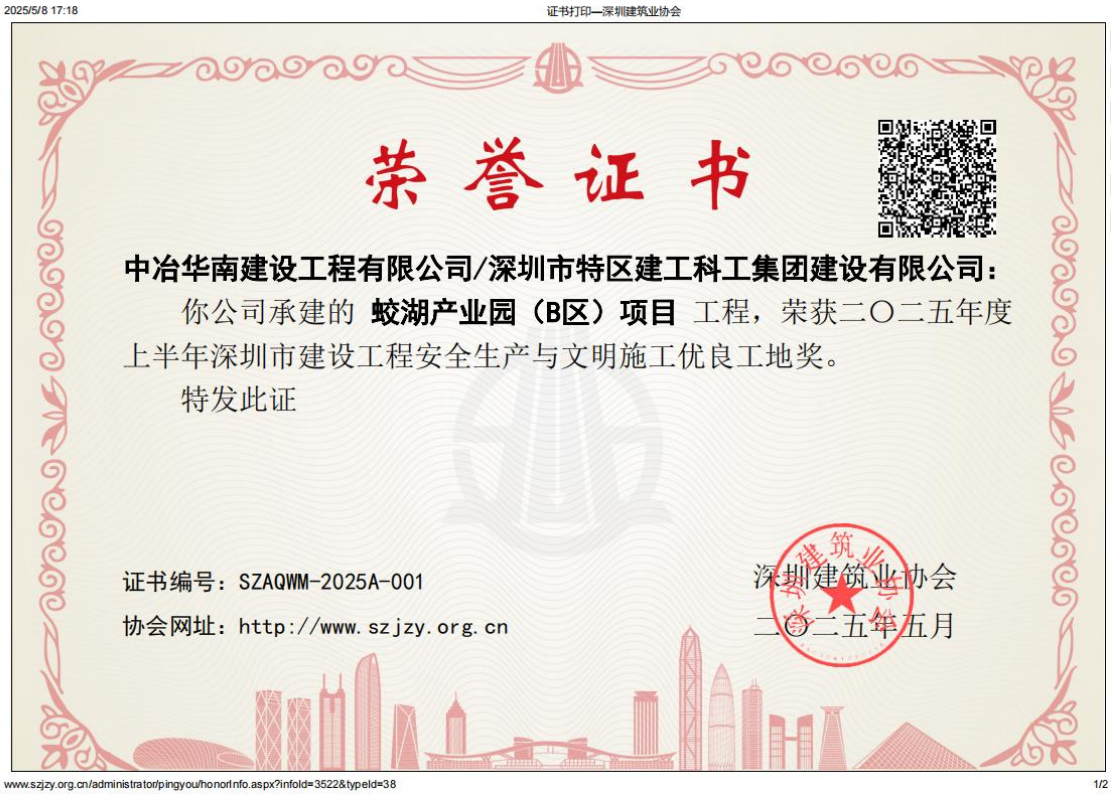 2025/5/8 17:18
证书打印—深圳建筑业协会
荣誉证书
中冶华南建设工程有限公司/深圳市特区建工科工集团建设有限公司：
你公司承建的 蛟湖产业园（B区）项目 工程，荣获二〇二五年度
上半年深圳市建设工程安全生产与文明施工优良工地奖。
特发此证
证书编号：SZAQWM-2025A-001
协会网址：http://www.szjzy.org.cn
深圳建筑业协会
二〇二五年五月
深圳建筑业协会
www.szjzy.org.cn/administrator/pingyou/honorInfo.aspx?infoId=3522&typeId=38
1/2